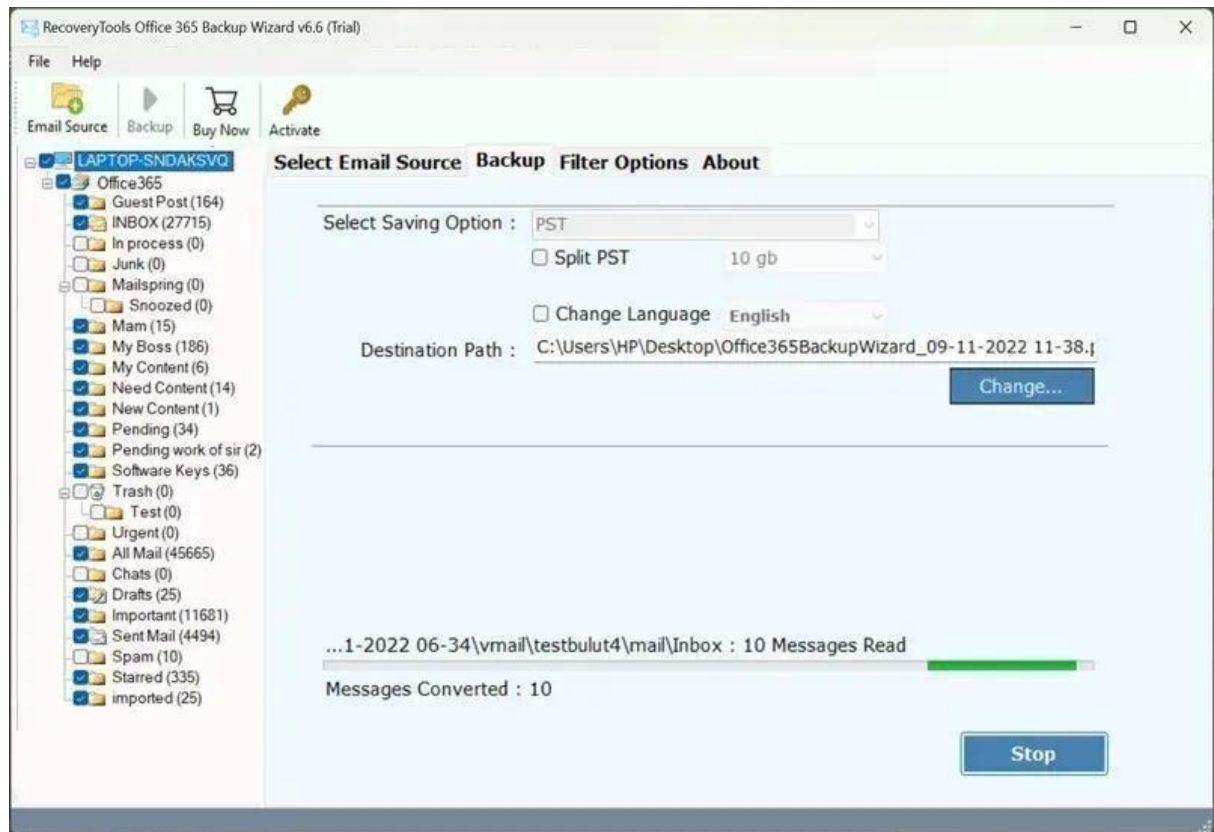 RecoveryTools Office 365 Backup Wizard v6.6 (Trial)
File Help
Email Source Backup Buy Now Activate
LAPTOP-SNDAKSVQ
Office365
Guest Post (164)
INBOX (27715)
In process (0)
Junk (0)
Mailspring (0)
Snoozed (0)
Mam (15)
My Boss (186)
My Content (6)
Need Content (14)
New Content (1)
Pending (34)
Pending work of sir (2)
Software Keys (36)
Trash (0)
Test (0)
Urgent (0)
All Mail (45665)
Chats (0)
Drafts (25)
Important (11681)
Sent Mail (4494)
Spam (10)
Starred (335)
imported (25)
Select Email Source Backup Filter Options About
Select Saving Option : PST
Split PST 10 gb
Change Language English
Destination Path : C:\Users\HP\Desktop\Office365BackupWizard_09-11-2022 11-38.p
Change...
...1-2022 06-34\vmail\testbulut4\mail\Inbox : 10 Messages Read
Messages Converted : 10
Stop